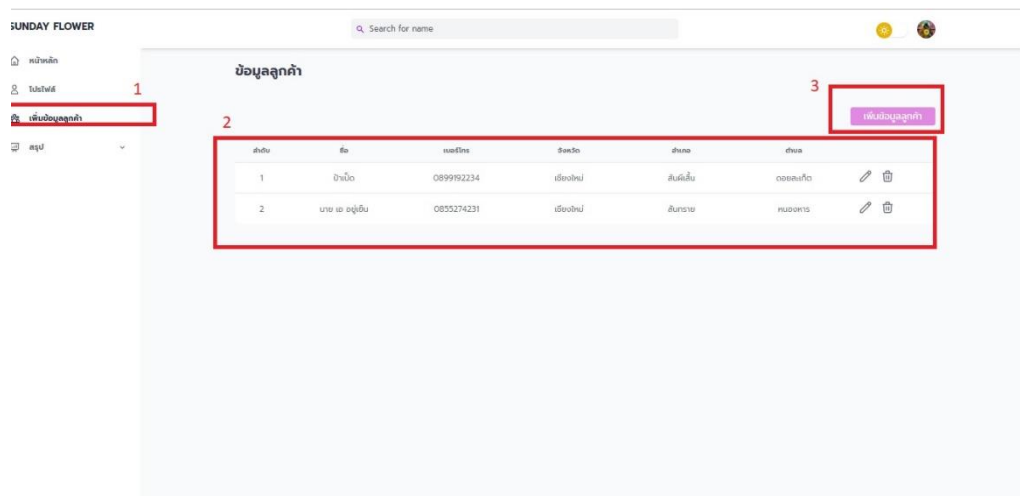 SUNDAY FLOWER
Search for name
หน้าหลัก
โปรไฟล์
1
เพิ่มข้อมูลลูกค้า
สรุป
ข้อมูลลูกค้า
3
เพิ่มข้อมูลลูกค้า
2
ลำดับ ชื่อ เบอร์โทร จังหวัด อำเภอ ตำบล
1 ป้าเป็ด 0899192234 เชียงใหม่ สันผีเสื้อ ดอยสะเก็ด
2 นาย เอ อยู่เย็น 0855274231 เชียงใหม่ สันทราย หนองหาร